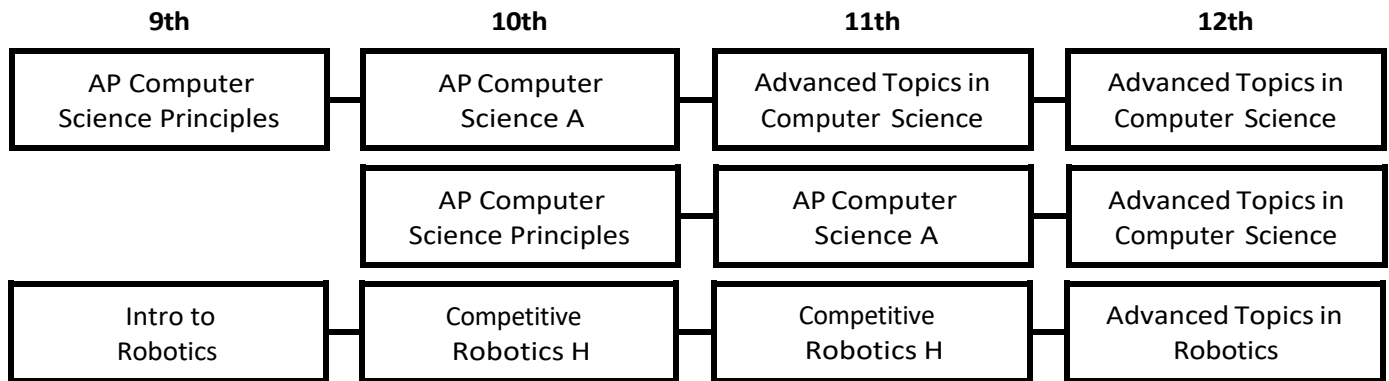 9th 10th 11th 12th
AP Computer
Science Principles
AP Computer
Science A
Advanced Topics in
Computer Science
Advanced Topics in
Computer Science
AP Computer
Science Principles
AP Computer
Science A
Advanced Topics in
Computer Science
Intro to
Robotics
Competitive
Robotics H
Competitive
Robotics H
Advanced Topics in
Robotics